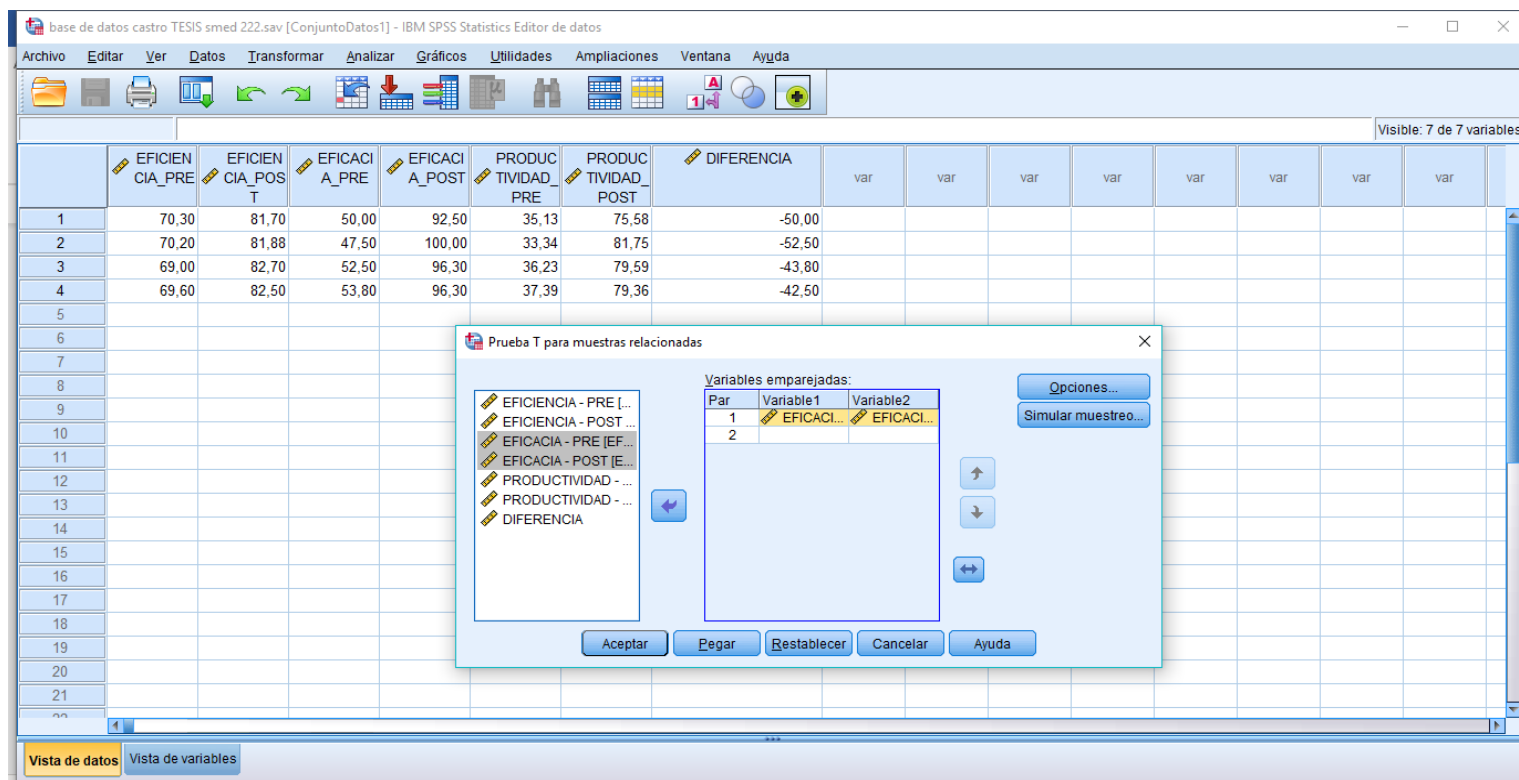 base de datos castro TESIS smed 222.sav [ConjuntoDatos1] - IBM SPSS Statistics Editor de datos
Archivo Editar Ver Datos Transformar Analizar Gráficos Utilidades Ampliaciones Ventana Ayuda
Visible: 7 de 7 variables
EFICIENCIA_PRE EFICIENCIA_POST EFICACIA_PRE EFICACIA_POST PRODUCTIVIDAD_PRE PRODUCTIVIDAD_POST DIFERENCIA var var var var var var var var
1 70,30 81,70 50,00 92,50 35,13 75,58 -50,00
2 70,20 81,88 47,50 100,00 33,34 81,75 -52,50
3 69,00 82,70 52,50 96,30 36,23 79,59 -43,80
4 69,60 82,50 53,80 96,30 37,39 79,36 -42,50
5
6
7
8
9
10
11
12
13
14
15
16
17
18
19
20
21
Prueba T para muestras relacionadas
EFICIENCIA - PRE [...
EFICIENCIA - POST ...
EFICACIA - PRE [EF...
EFICACIA - POST [E...
PRODUCTIVIDAD - ...
PRODUCTIVIDAD - ...
DIFERENCIA
Variables emparejadas:
Par Variable1 Variable2
1 EFICACI... EFICACI...
2
Opciones...
Simular muestreo...
Aceptar Pegar Restablecer Cancelar Ayuda
Vista de datos Vista de variables